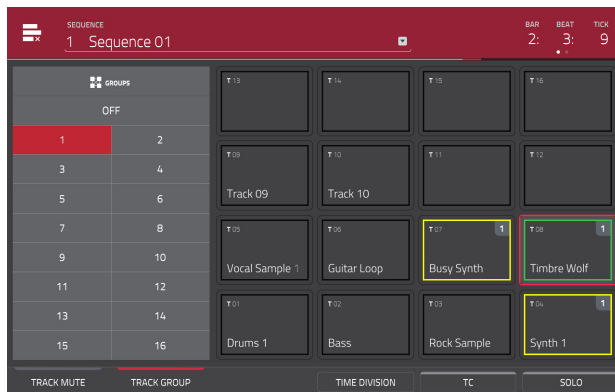 SEQUENCE
1 Sequence 01
BAR BEAT TICK
2: 3: 9
GROUPS
OFF
1 2
3 4
5 6
7 8
9 10
11 12
13 14
15 16
T 13 T 14 T 15 T 16
T 09 T 10 T 11 T 12
Track 09 Track 10
T 05 T 06 T 07 1 T 08 1
Vocal Sample 1 Guitar Loop Busy Synth Timbre Wolf
T 01 T 02 T 03 T 04 1
Drums 1 Bass Rock Sample Synth 1
TRACK MUTE TRACK GROUP TIME DIVISION TC SOLO